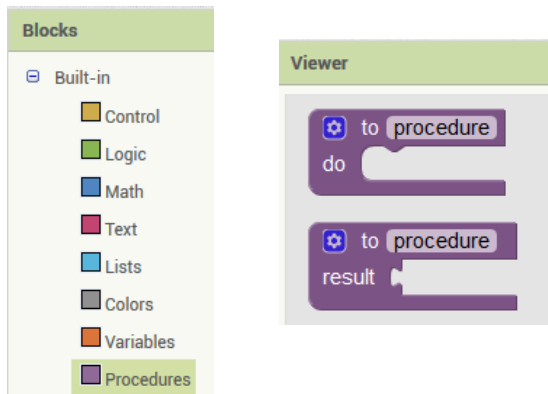 Blocks
Built-in
Control
Logic
Math
Text
Lists
Colors
Variables
Procedures
Viewer
to procedure
do
to procedure
result